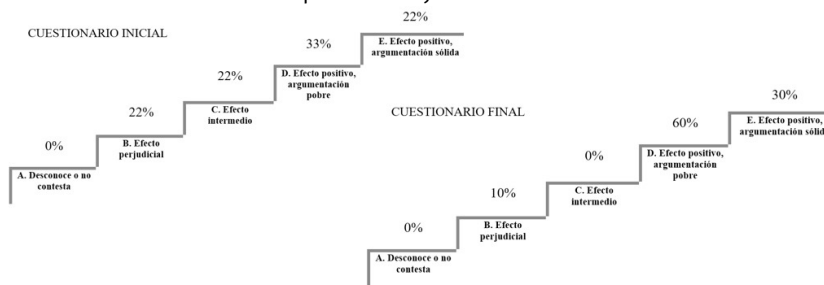 CUESTIONARIO INICIAL
22%
E. Efecto positivo,
argumentación sólida
33%
D. Efecto positivo,
argumentación
pobre
22%
C. Efecto
intermedio
22%
B. Efecto
perjudicial
0%
A. Desconoce o no
contesta
CUESTIONARIO FINAL
30%
E. Efecto positivo,
argumentación sólid
60%
D. Efecto positivo,
argumentación
pobre
0%
C. Efecto
intermedio
10%
B. Efecto
perjudicial
0%
A. Desconoce o no
contesta